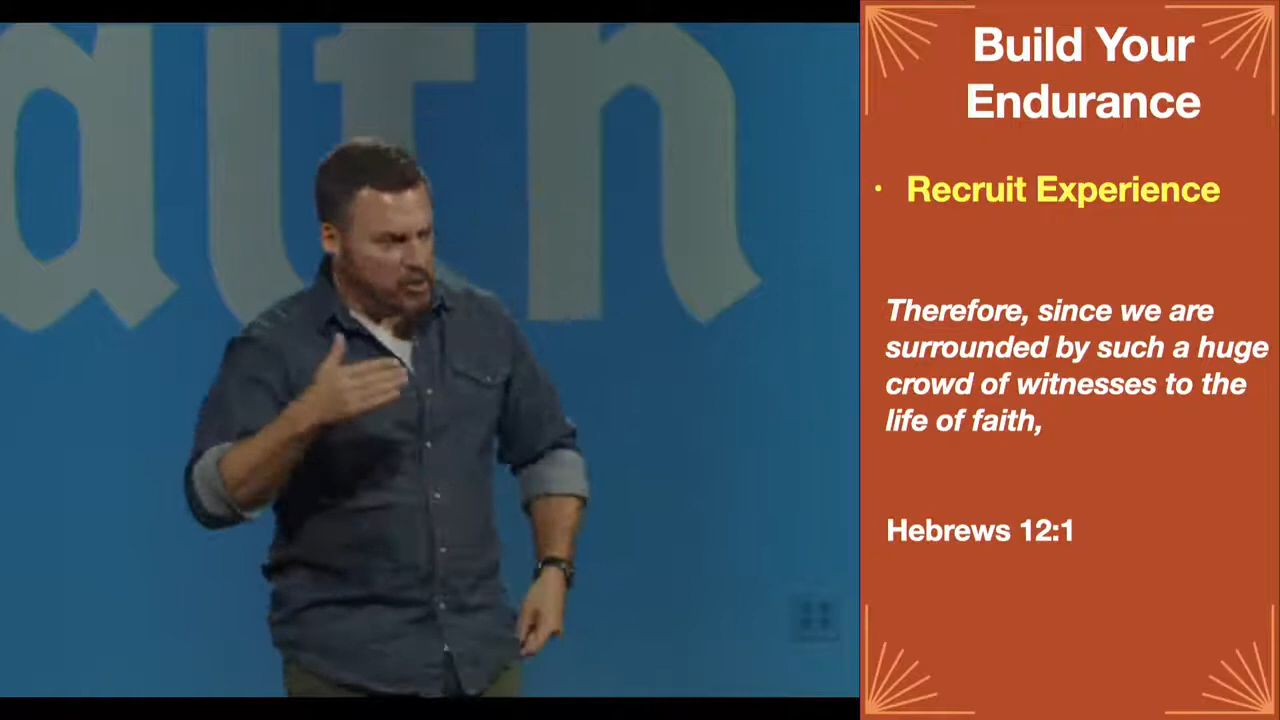 aith
Build Your
Endurance
• Recruit Experience
Therefore, since we are
surrounded by such a huge
crowd of witnesses to the
life of faith,
Hebrews 12:1